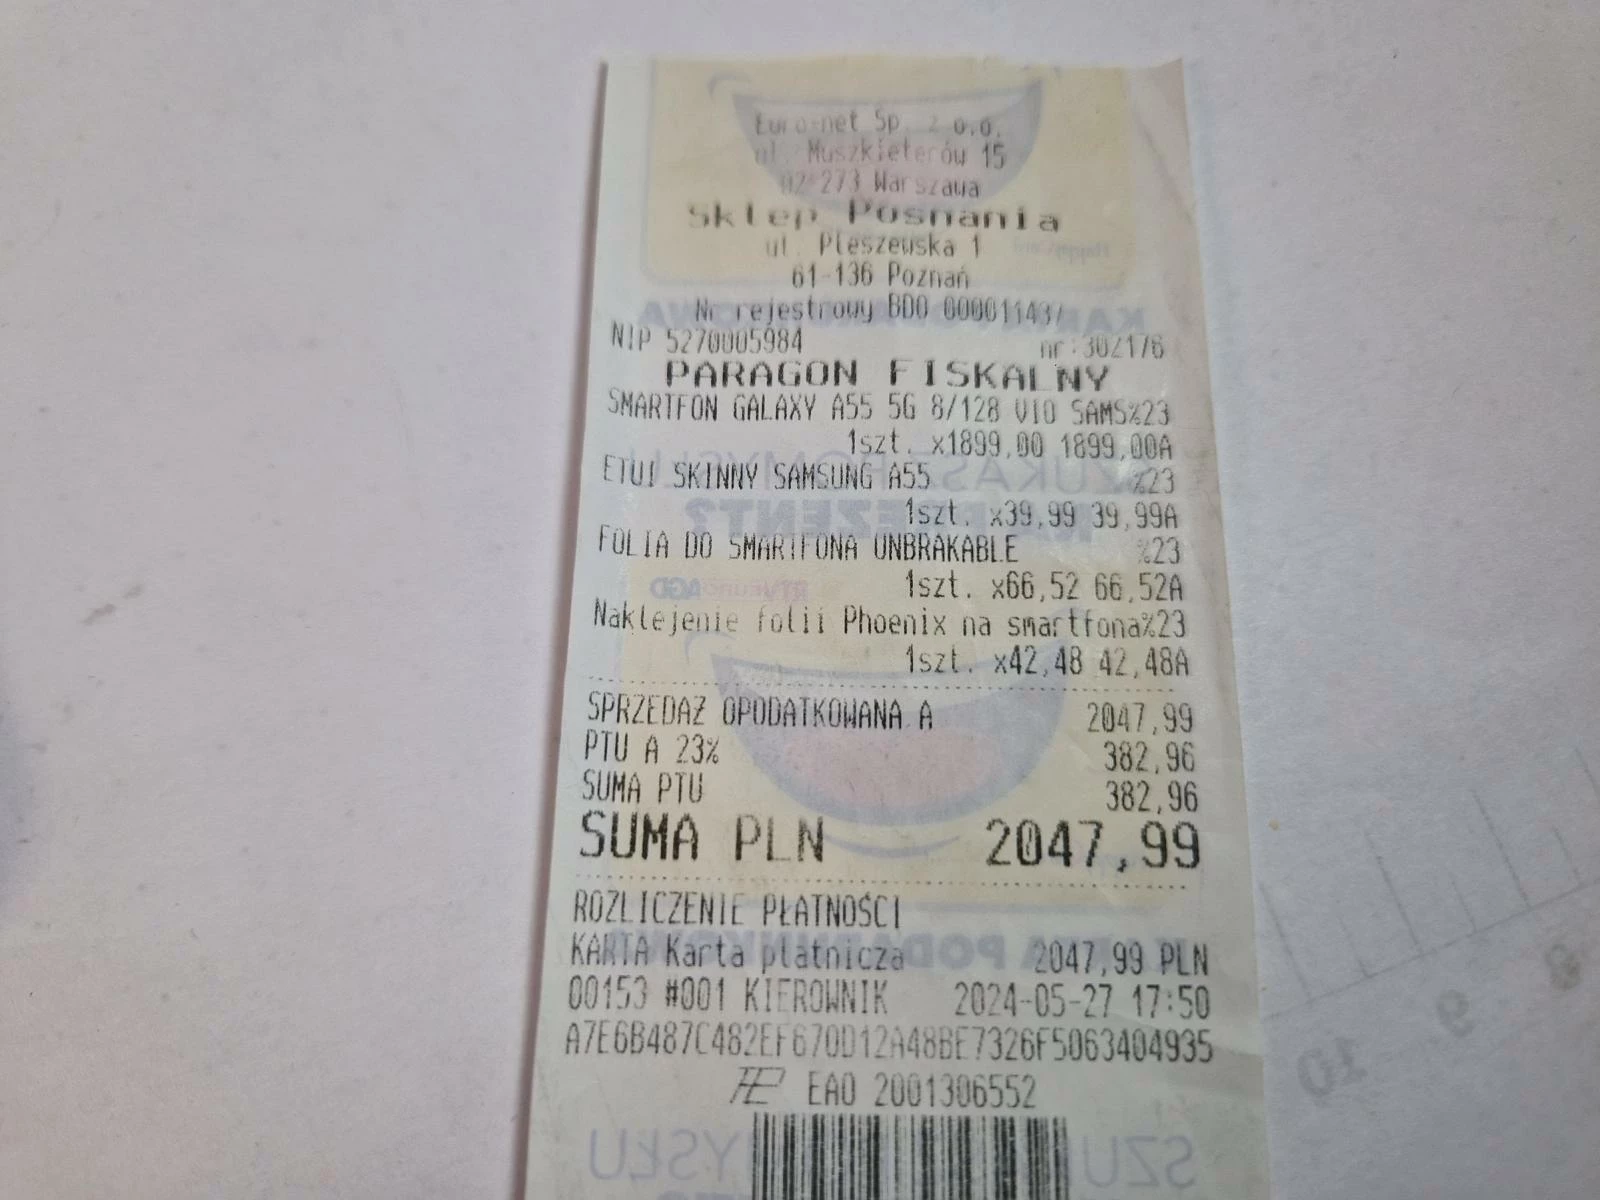 Euro-net Sp. z o.o.
ul. Muszkieterów 15
02-273 Warszawa
Sklep Posnania
ul. Pleszewska 1
61-136 Poznań
Nr rejestrowy BDO 000011437
NIP 5270005984 nr:302176
PARAGON FISKALNY
SMARTFON GALAXY A55 5G 8/128 VIO SAMS%23
1szt. x1899,00 1899,00A
ETUI SKINNY SAMSUNG A55 %23
1szt. x39,99 39,99A
FOLIA DO SMARTFONA UNBRAKABLE %23
1szt. x66,52 66,52A
Naklejenie folii Phoenix na smartfona%23
1szt. x42,48 42,48A
SPRZEDAŻ OPODATKOWANA A 2047,99
PTU A 23% 382,96
SUMA PTU 382,96
SUMA PLN 2047,99
ROZLICZENIE PŁATNOŚCI
KARTA Karta płatnicza 2047,99 PLN
00153 #001 KIEROWNIK 2024-05-27 17:50
A7E6B487C482EF670D12A48BE7326F5063404935
EAO 2001306552
10 9 8